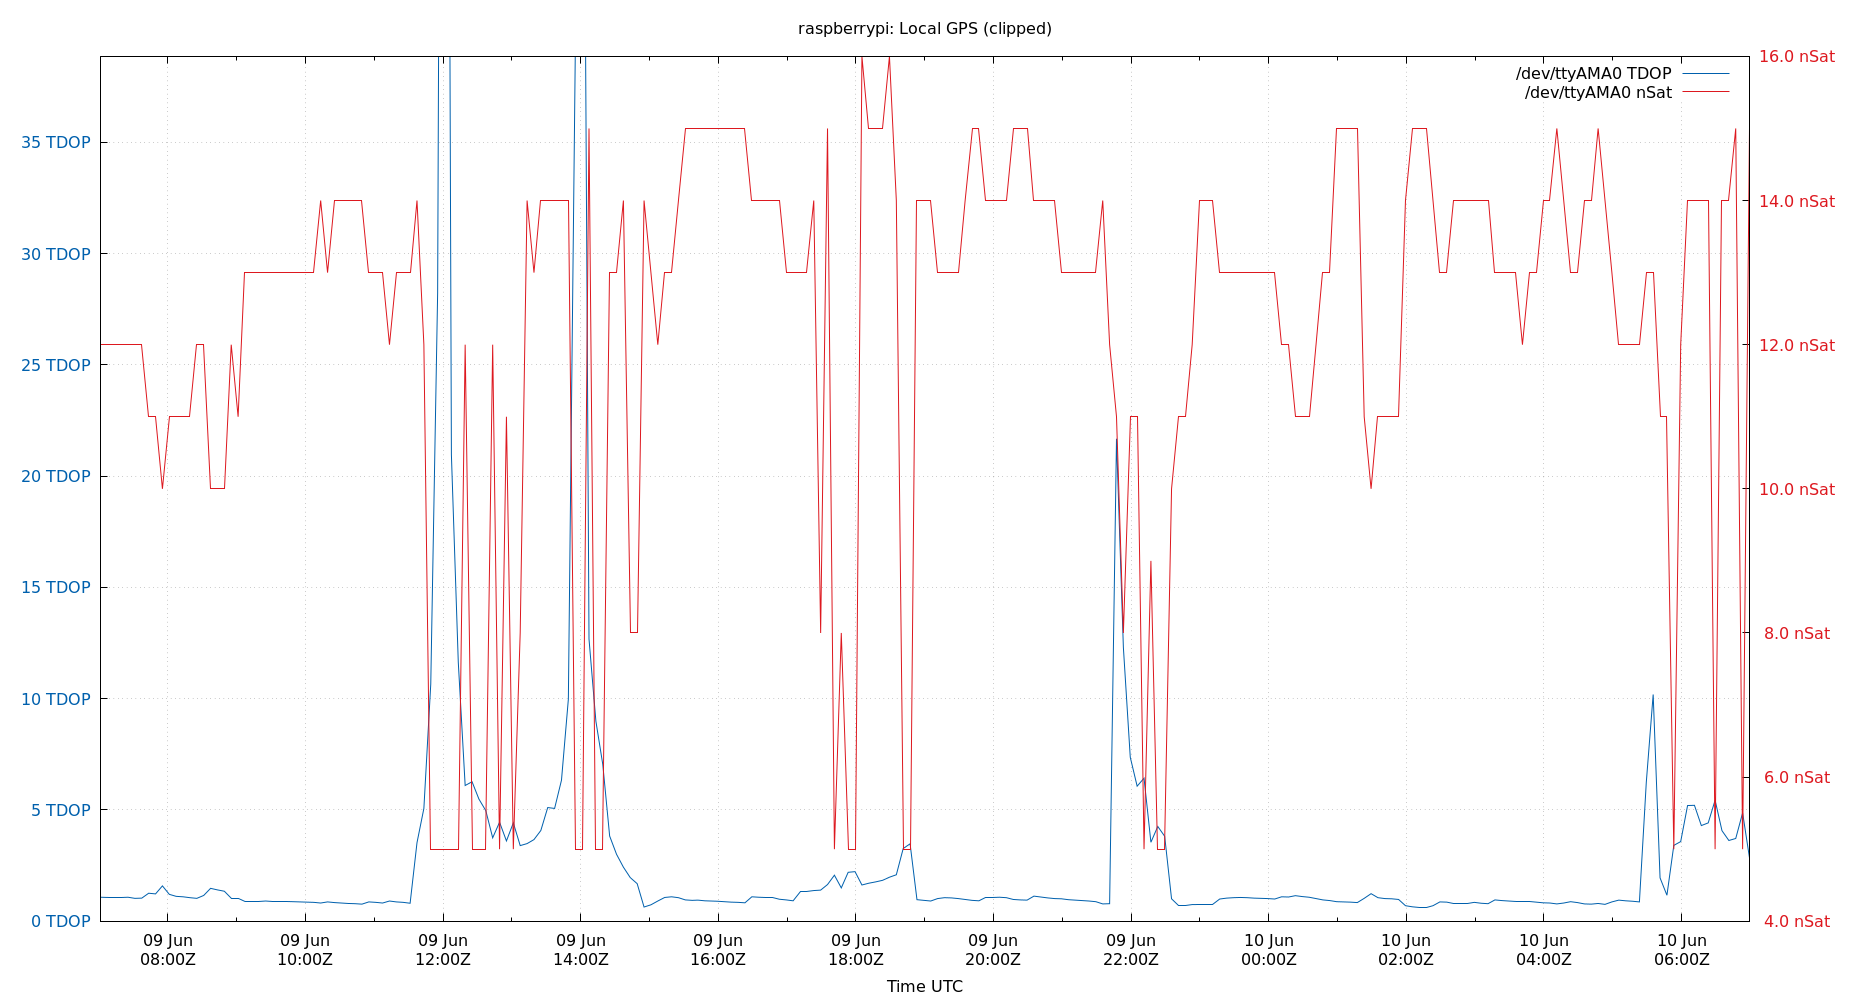 raspberrypi: Local GPS (clipped)
/dev/ttyAMA0 TDOP
/dev/ttyAMA0 nSat
35 TDOP
30 TDOP
25 TDOP
20 TDOP
15 TDOP
10 TDOP
5 TDOP
0 TDOP
16.0 nSat
14.0 nSat
12.0 nSat
10.0 nSat
8.0 nSat
6.0 nSat
4.0 nSat
09 Jun
08:00Z
09 Jun
10:00Z
09 Jun
12:00Z
09 Jun
14:00Z
09 Jun
16:00Z
09 Jun
18:00Z
09 Jun
20:00Z
09 Jun
22:00Z
10 Jun
00:00Z
10 Jun
02:00Z
10 Jun
04:00Z
10 Jun
06:00Z
Time UTC